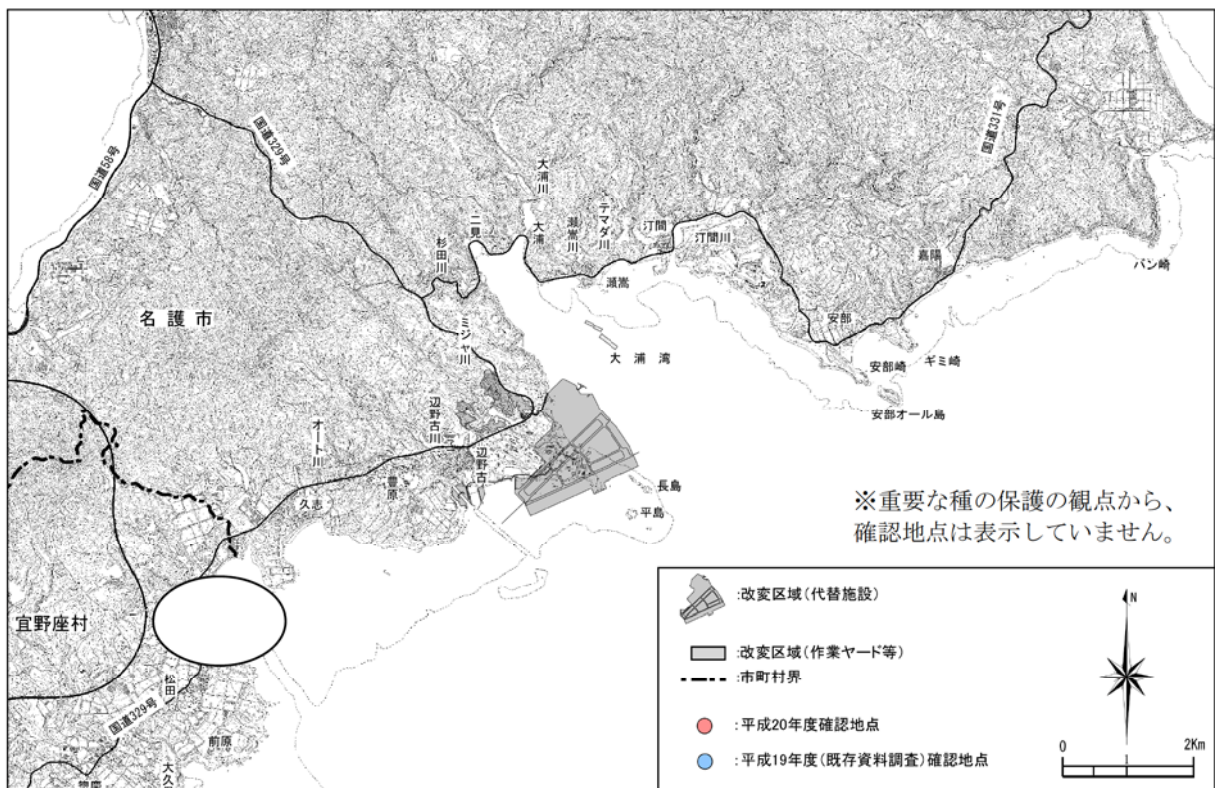 国道58号
国道329号
国道331号
大浦川
二見
大浦
瀬嵩川
テマダ川
汀間
汀間川
杉田川
瀬嵩
嘉陽
バン崎
名護市
ミジャ川
大浦湾
安部
安部崎
ギミ崎
安部オール島
辺野古川
オート川
辺野古
豊原
久志
長島
平島
※重要な種の保護の観点から、
確認地点は表示していません。
宜野座村
松田
国道329号
前原
:改変区域(代替施設)
:改変区域(作業ヤード等)
:市町村界
:平成20年度確認地点
:平成19年度(既存資料調査)確認地点
N
0 2Km